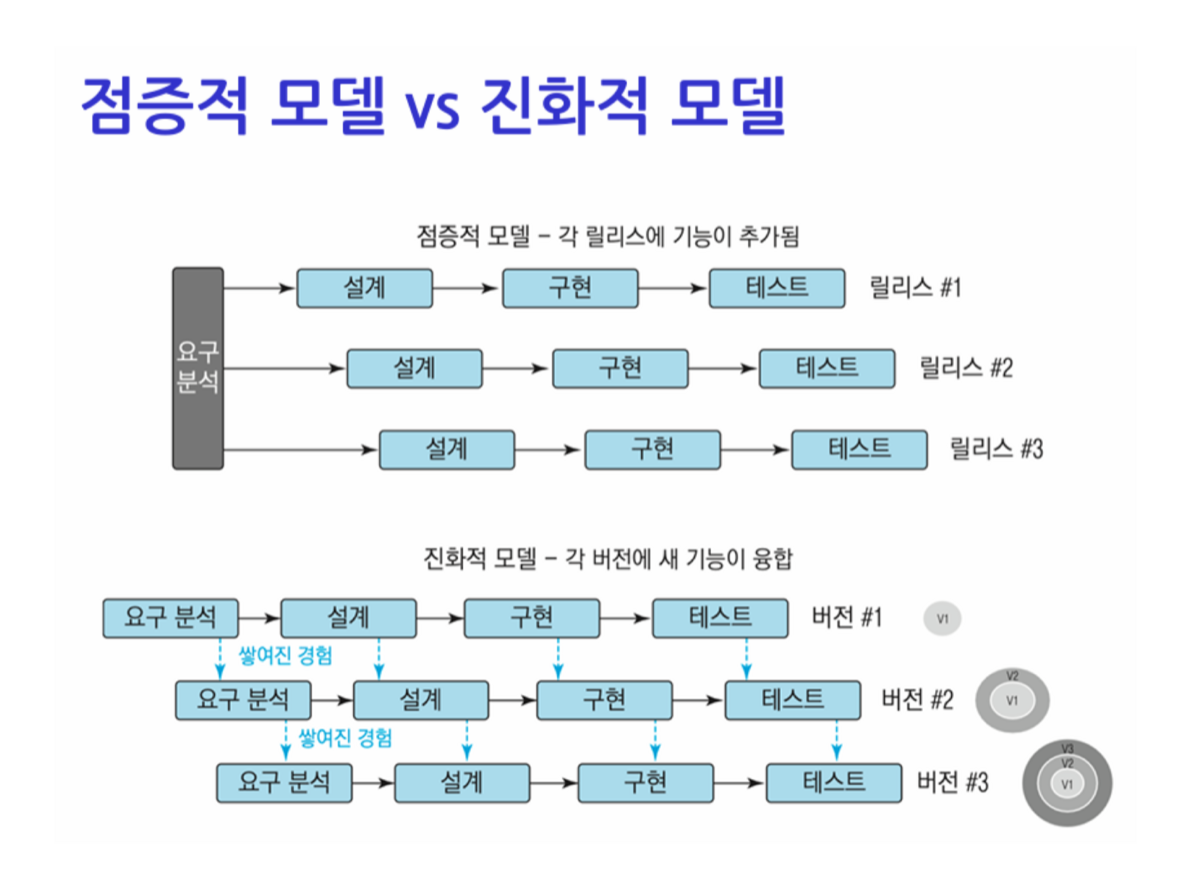 점증적 모델 vs 진화적 모델
점증적 모델 – 각 릴리스에 기능이 추가됨
요구
분석
설계 구현 테스트 릴리스 #1
설계 구현 테스트 릴리스 #2
설계 구현 테스트 릴리스 #3
진화적 모델 – 각 버전에 새 기능이 융합
요구 분석 설계 구현 테스트 버전 #1 V1
쌓여진 경험
요구 분석 설계 구현 테스트 버전 #2 V2 V1
쌓여진 경험
요구 분석 설계 구현 테스트 버전 #3 V3 V2 V1